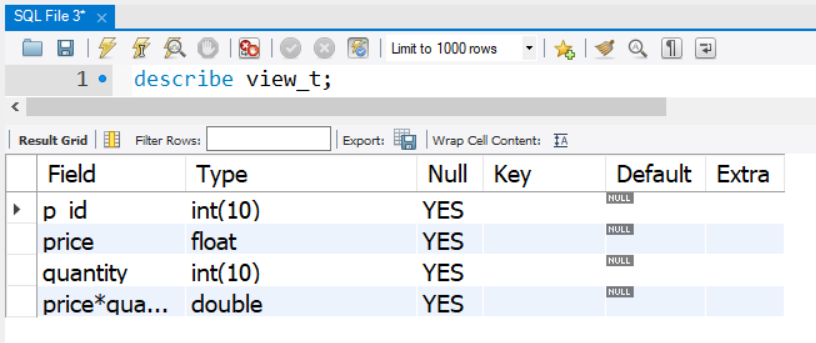 SQL File 3* ×
Limit to 1000 rows
1 describe view_t;
Result Grid Filter Rows: Export: Wrap Cell Content: IA
Field Type Null Key Default Extra
p_id int(10) YES NULL
price float YES NULL
quantity int(10) YES NULL
price*qua... double YES NULL